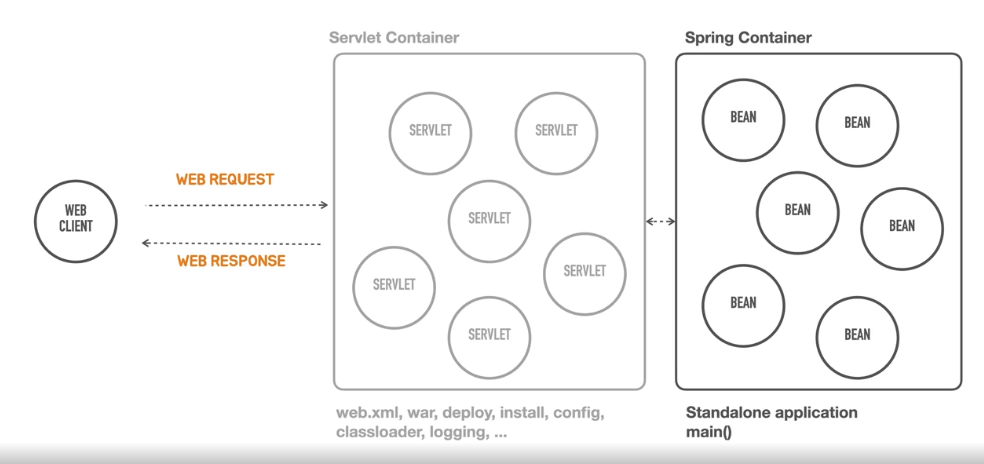 Servlet Container
Spring Container
SERVLET
SERVLET
BEAN
BEAN
WEB REQUEST
WEB
CLIENT
SERVLET
BEAN
BEAN
WEB RESPONSE
SERVLET
SERVLET
BEAN
SERVLET
BEAN
web.xml, war, deploy, install, config,
classloader, logging, ...
Standalone application
main()